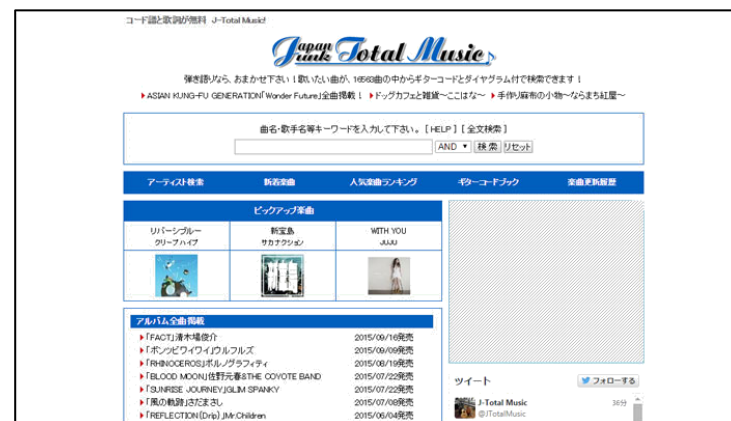 コード譜と歌詞が無料 J-Total Music!
Japan Funk Total Music
弾き語りなら、おまかせ下さい！歌いたい曲が、16563曲の中からギターコードとダイヤグラム付で検索できます！
ASIAN KUNG-FU GENERATION「Wonder Future」全曲掲載！ ドッグカフェと雑貨～ここはな～ 手作り麻布の小物～ならまち紅屋～
曲名・歌手名等キーワードを入力して下さい。 [HELP] [全文検索]
AND 検索 リセット
アーティスト検索 新着楽曲 人気楽曲ランキング ギターコードブック 楽曲更新履歴
ピックアップ楽曲
リバーシブルー 新宝島 WITH YOU
クリープハイプ サカナクション JUJU
アルバム全曲掲載
「FACT」清木場俊介 2015/09/16発売
「ボンツビワイワイ」ウルフルズ 2015/09/09発売
「RHINOCEROS」ポルノグラフィティ 2015/08/19発売
「BLOOD MOON」佐野元春&THE COYOTE BAND 2015/07/22発売
「SUNRISE JOURNEY」GLIM SPANKY 2015/07/22発売
「風の軌跡」さだまさし 2015/07/08発売
「REFLECTION{Drip}」Mr.Children 2015/06/04発売
ツイート フォローする
J-Total Music 36分
@JTotalMusic